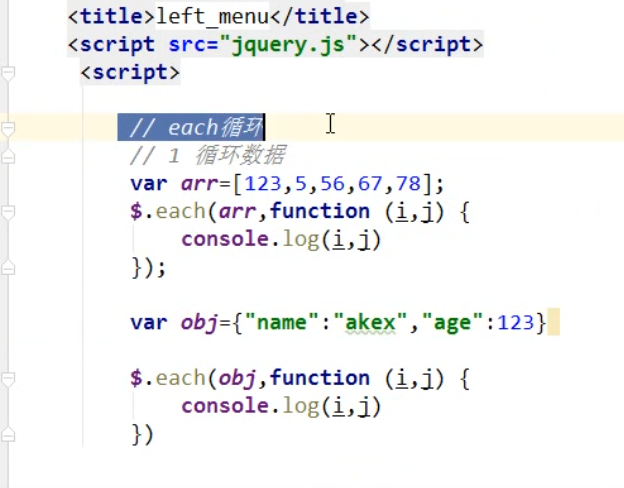 <title>left_menu</title>
<script src="jquery.js"></script>
<script>
// each循环
// 1 循环数据
var arr=[123,5,56,67,78];
$.each(arr,function (i,j) {
console.log(i,j)
});
var obj={"name":"akex","age":123}
$.each(obj,function (i,j) {
console.log(i,j)
})